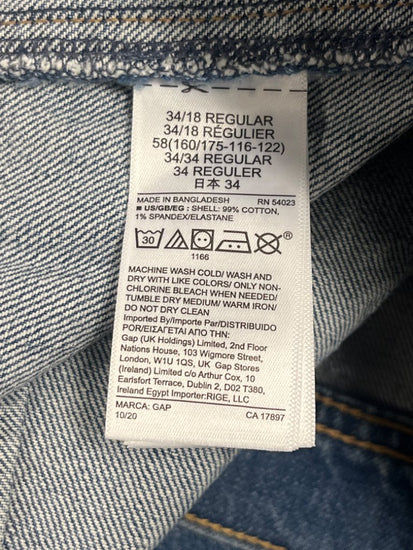 34/18 REGULAR
34/18 RÉGULIER
58(160/175-116-122)
34/34 REGULAR
34 REGULER
日本 34
MADE IN BANGLADESH RN 54023
■ US/GB/EG : SHELL: 99% COTTON,
1% SPANDEX/ELASTANE
30 ®
1166
MACHINE WASH COLD/ WASH AND
DRY WITH LIKE COLORS/ ONLY NON-
CHLORINE BLEACH WHEN NEEDED/
TUMBLE DRY MEDIUM/ WARM IRON/
DO NOT DRY CLEAN
Imported By/Importe Par/DISTRIBUIDO
POR/ΕΙΣΑΓΕΤΑΙ ΑΠΟ ΤΗΝ:
Gap (UK Holdings) Limited, 2nd Floor
Nations House, 103 Wigmore Street,
London, W1U 1QS, UK Gap Stores
(Ireland) Limited c/o Arthur Cox, 10
Earlsfort Terrace, Dublin 2, D02 T380,
Ireland Egypt Importer:RIGE, LLC
MARCA: GAP
10/20 CA 17897